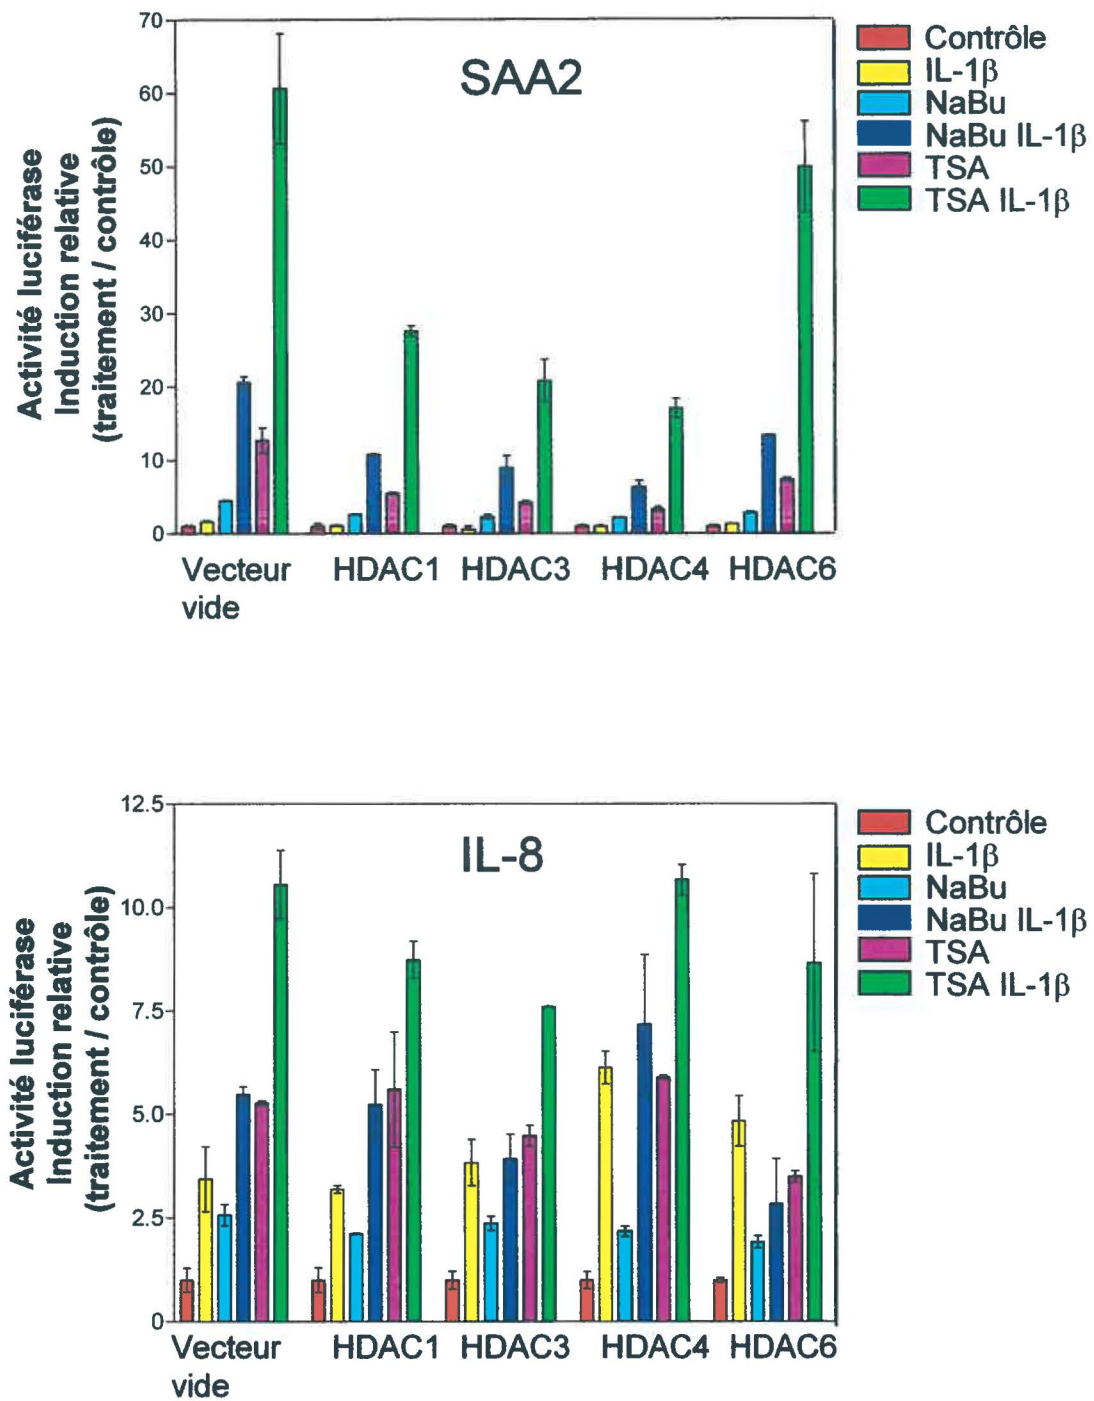 SAA2
Activité luciférase
Induction relative
(traitement / contrôle)
70
60
50
40
30
20
10
0
Vecteur
vide
HDAC1
HDAC3
HDAC4
HDAC6
Contrôle
IL-1β
NaBu
NaBu IL-1β
TSA
TSA IL-1β
IL-8
Activité luciférase
Induction relative
(traitement / contrôle)
12.5
10.0
7.5
5.0
2.5
0
Vecteur
vide
HDAC1
HDAC3
HDAC4
HDAC6
Contrôle
IL-1β
NaBu
NaBu IL-1β
TSA
TSA IL-1β